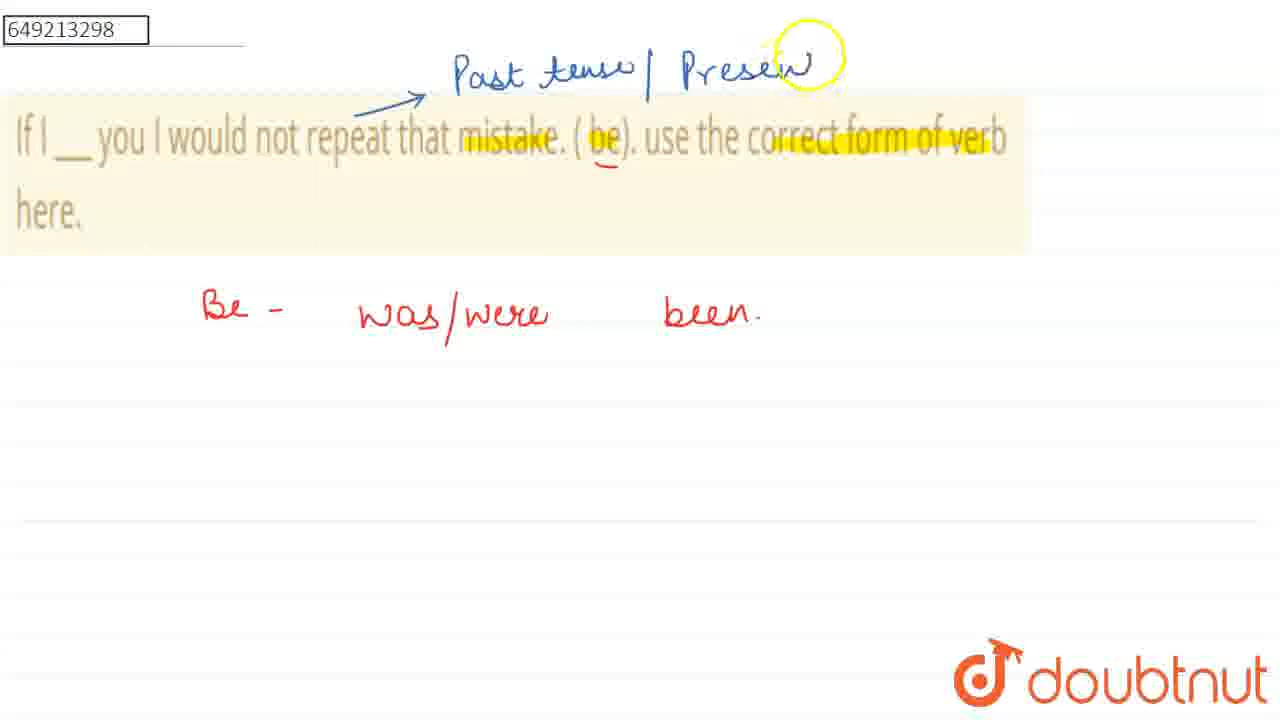 649213298
Past tense / Presen
If I __ you I would not repeat that mistake. ( be). use the correct form of verb
here.
Be - was/were been.
doubtnut